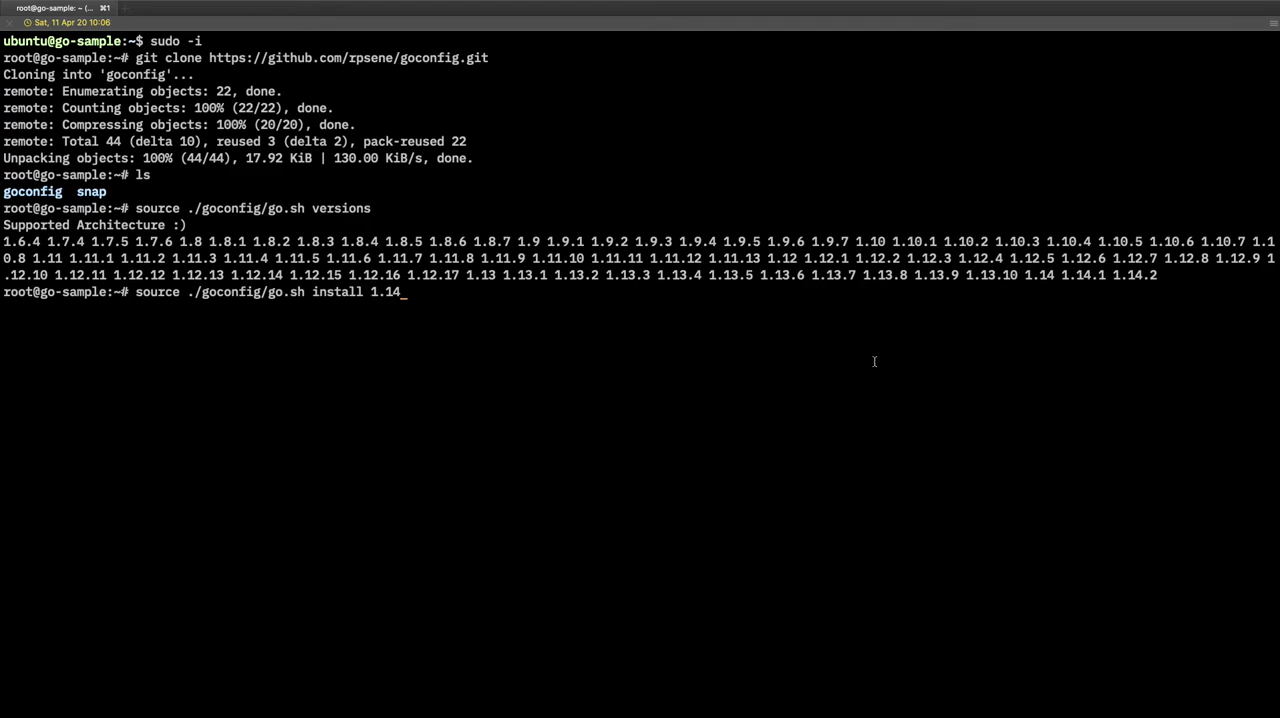 root@go-sample: ~ (... ⌘1
Sat, 11 Apr 20 10:06
ubuntu@go-sample:~$ sudo -i
root@go-sample:~# git clone https://github.com/rpsene/goconfig.git
Cloning into 'goconfig'...
remote: Enumerating objects: 22, done.
remote: Counting objects: 100% (22/22), done.
remote: Compressing objects: 100% (20/20), done.
remote: Total 44 (delta 10), reused 3 (delta 2), pack-reused 22
Unpacking objects: 100% (44/44), 17.92 KiB | 130.00 KiB/s, done.
root@go-sample:~# ls
goconfig  snap
root@go-sample:~# source ./goconfig/go.sh versions
Supported Architecture :)
1.6.4 1.7.4 1.7.5 1.7.6 1.8 1.8.1 1.8.2 1.8.3 1.8.4 1.8.5 1.8.6 1.8.7 1.9 1.9.1 1.9.2 1.9.3 1.9.4 1.9.5 1.9.6 1.9.7 1.10 1.10.1 1.10.2 1.10.3 1.10.4 1.10.5 1.10.6 1.10.7 1.1
0.8 1.11 1.11.1 1.11.2 1.11.3 1.11.4 1.11.5 1.11.6 1.11.7 1.11.8 1.11.9 1.11.10 1.11.11 1.11.12 1.11.13 1.12 1.12.1 1.12.2 1.12.3 1.12.4 1.12.5 1.12.6 1.12.7 1.12.8 1.12.9 1
.12.10 1.12.11 1.12.12 1.12.13 1.12.14 1.12.15 1.12.16 1.12.17 1.13 1.13.1 1.13.2 1.13.3 1.13.4 1.13.5 1.13.6 1.13.7 1.13.8 1.13.9 1.13.10 1.14 1.14.1 1.14.2
root@go-sample:~# source ./goconfig/go.sh install 1.14_